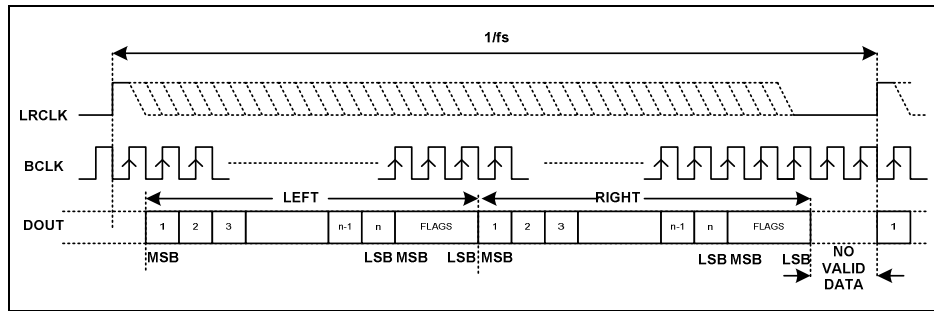 1/fs
LRCLK
BCLK
LEFT
RIGHT
DOUT
1 2 3 n-1 n FLAGS 1 2 3 n-1 n FLAGS 1
MSB LSB MSB LSB MSB LSB MSB LSB
NO
VALID
DATA